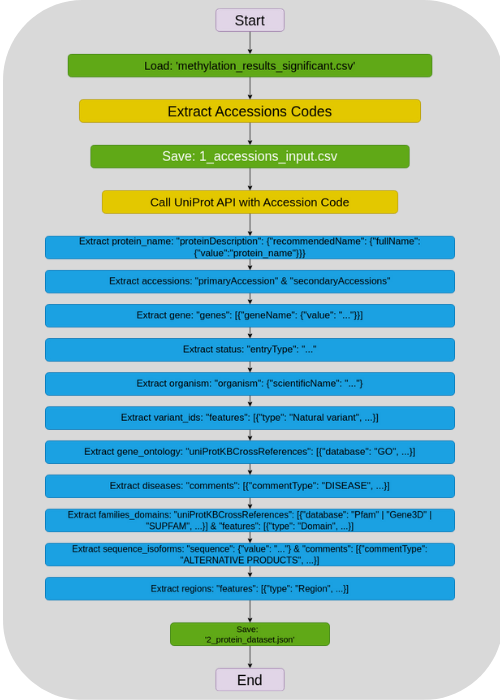 Start
Load: 'methylation_results_significant.csv'
Extract Accessions Codes
Save: 1_accessions_input.csv
Call UniProt API with Accession Code
Extract protein_name: "proteinDescription": {"recommendedName": {"fullName":
{"value":"protein_name"}}}
Extract accessions: "primaryAccession" & "secondaryAccessions"
Extract gene: "genes": [{"geneName": {"value": "..."}}]
Extract status: "entryType": "..."
Extract organism: "organism": {"scientificName": "..."}
Extract variant_ids: "features": [{"type": "Natural variant", ...}]
Extract gene_ontology: "uniProtKBCrossReferences": [{"database": "GO", ...}]
Extract diseases: "comments": [{"commentType": "DISEASE", ...}]
Extract families_domains: "uniProtKBCrossReferences": [{"database": "Pfam" | "Gene3D" |
"SUPFAM", ...}] & "features": [{"type": "Domain", ...}]
Extract sequence_isoforms: "sequence": {"value": "..."} & "comments": [{"commentType":
"ALTERNATIVE PRODUCTS", ...}]
Extract regions: "features": [{"type": "Region", ...}]
Save:
'2_protein_dataset.json'
End